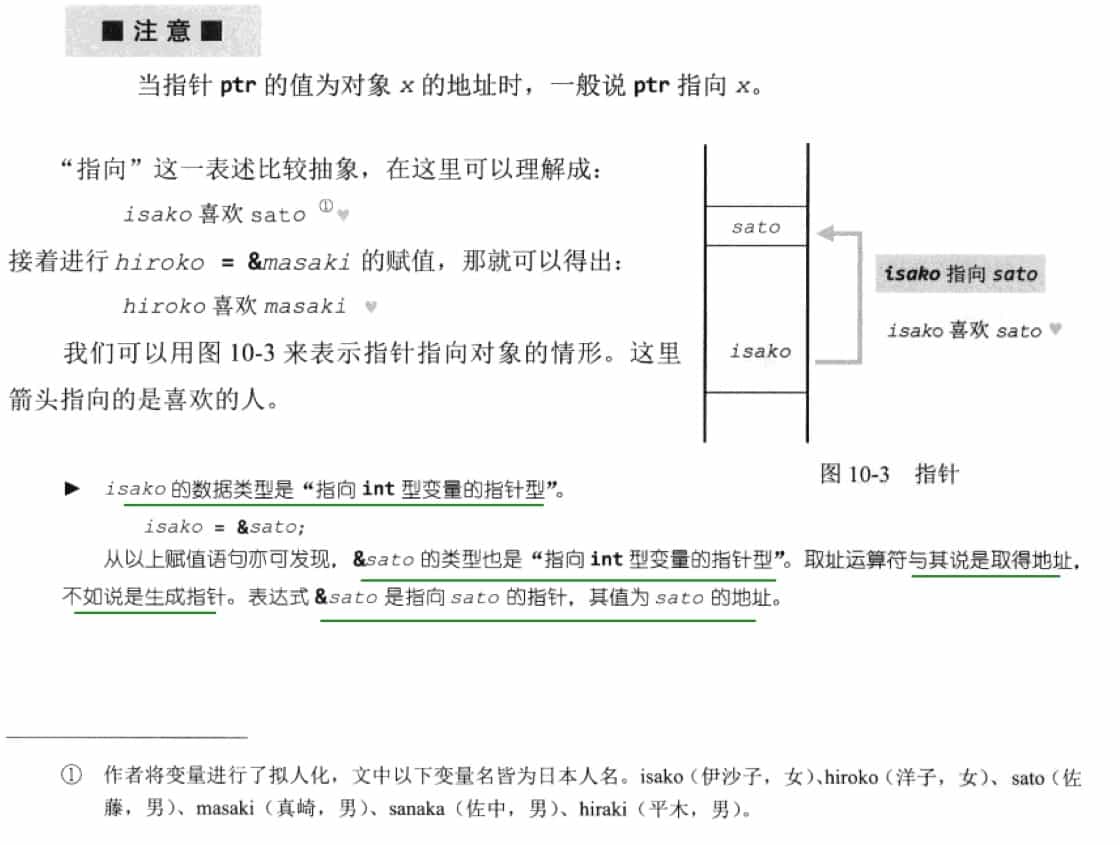 ■ 注 意 ■
当指针 ptr 的值为对象 x 的地址时，一般说 ptr 指向 x。
“指向”这一表述比较抽象，在这里可以理解成：
isako 喜欢 sato ①♥
接着进行 hiroko = &masaki 的赋值，那就可以得出：
hiroko 喜欢 masaki ♥
我们可以用图 10-3 来表示指针指向对象的情形。这里
箭头指向的是喜欢的人。
sato
isako
isako 指向 sato
isako 喜欢 sato ♥
图 10-3 指针
▶ isako 的数据类型是“指向 int 型变量的指针型”。
isako = &sato;
从以上赋值语句亦可发现，&sato 的类型也是“指向 int 型变量的指针型”。取址运算符与其说是取得地址，
不如说是生成指针。表达式 &sato 是指向 sato 的指针，其值为 sato 的地址。
① 作者将变量进行了拟人化，文中以下变量名皆为日本人名。isako（伊沙子，女）、hiroko（洋子，女）、sato（佐
藤，男）、masaki（真崎，男）、sanaka（佐中，男）、hiraki（平木，男）。